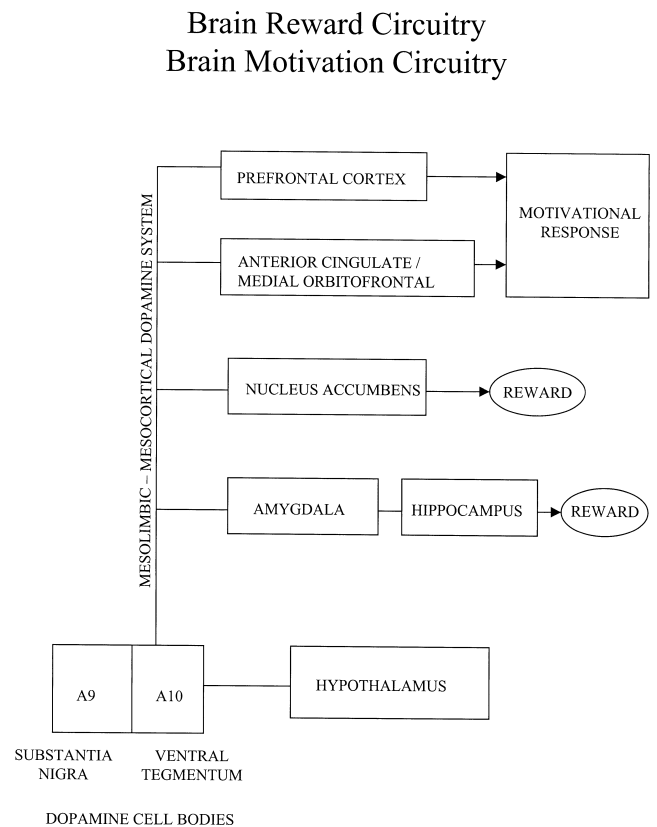 Brain Reward Circuitry
Brain Motivation Circuitry
PREFRONTAL CORTEX
MOTIVATIONAL
RESPONSE
ANTERIOR CINGULATE /
MEDIAL ORBITOFRONTAL
MESOLIMBIC – MESOCORTICAL DOPAMINE SYSTEM
NUCLEUS ACCUMBENS
REWARD
AMYGDALA
HIPPOCAMPUS
REWARD
A9
A10
HYPOTHALAMUS
SUBSTANTIA
NIGRA
VENTRAL
TEGMENTUM
DOPAMINE CELL BODIES